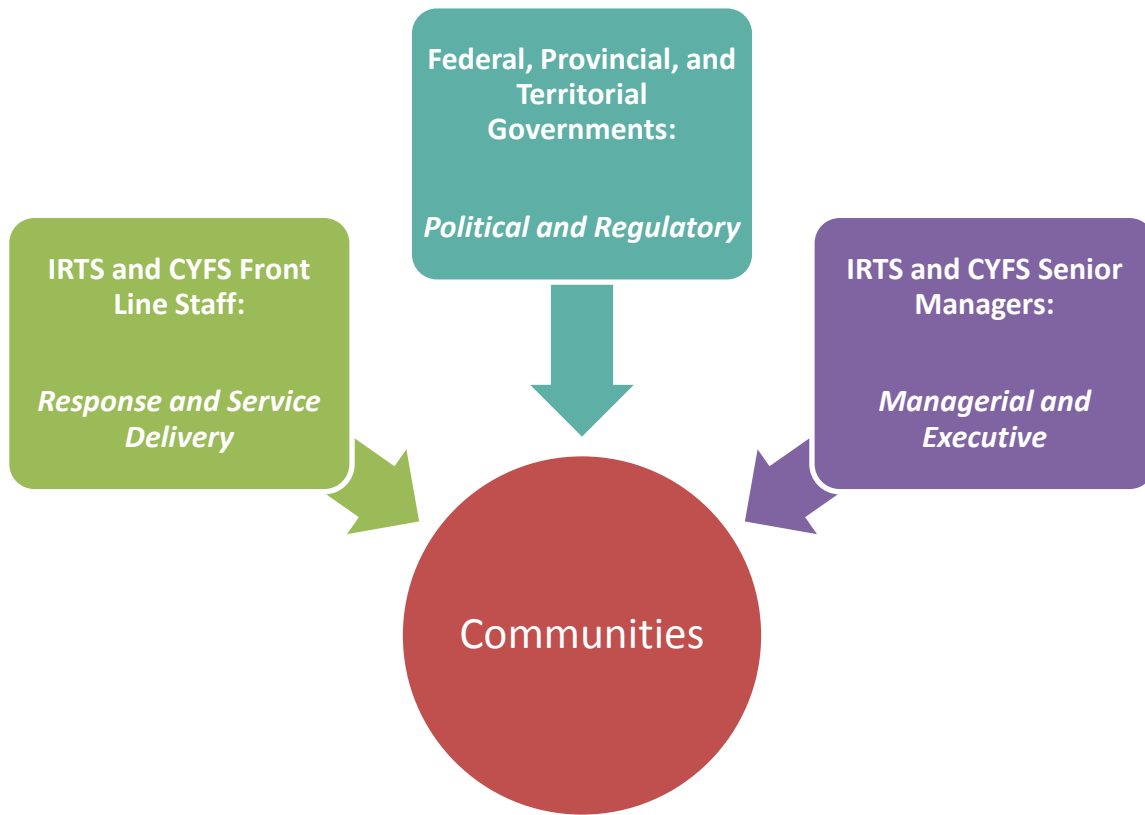 Federal, Provincial, and
Territorial
Governments:
Political and Regulatory
IRTS and CYFS Front
Line Staff:
Response and Service
Delivery
IRTS and CYFS Senior
Managers:
Managerial and
Executive
Communities